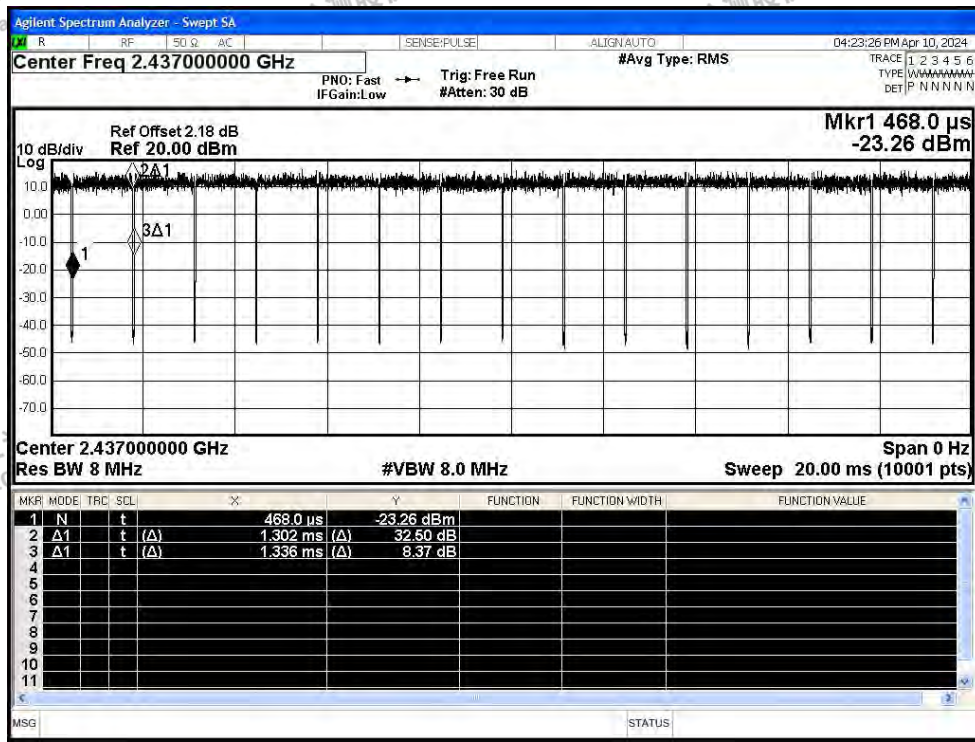 Agilent Spectrum Analyzer - Swept SA
LXI R RF 50 Ω AC SENSE:PULSE ALIGN AUTO 04:23:26 PM Apr 10, 2024
Center Freq 2.437000000 GHz #Avg Type: RMS TRACE 1 2 3 4 5 6
PNO: Fast Trig: Free Run TYPE WWWWWW
IFGain:Low #Atten: 30 dB DET P N N N N N
Mkr1 468.0 µs
Ref Offset 2.18 dB
10 dB/div Ref 20.00 dBm -23.26 dBm
Log
2Δ1
10.0
0.00
3Δ1
-10.0
1
-20.0
-30.0
-40.0
-50.0
-60.0
-70.0
Center 2.437000000 GHz Span 0 Hz
Res BW 8 MHz #VBW 8.0 MHz Sweep 20.00 ms (10001 pts)
MKR MODE TRC SCL X Y FUNCTION FUNCTION WIDTH FUNCTION VALUE
1 N t 468.0 µs -23.26 dBm
2 Δ1 t (Δ) 1.302 ms (Δ) 32.50 dB
3 Δ1 t (Δ) 1.336 ms (Δ) 8.37 dB
4
5
6
7
8
9
10
11
MSG STATUS